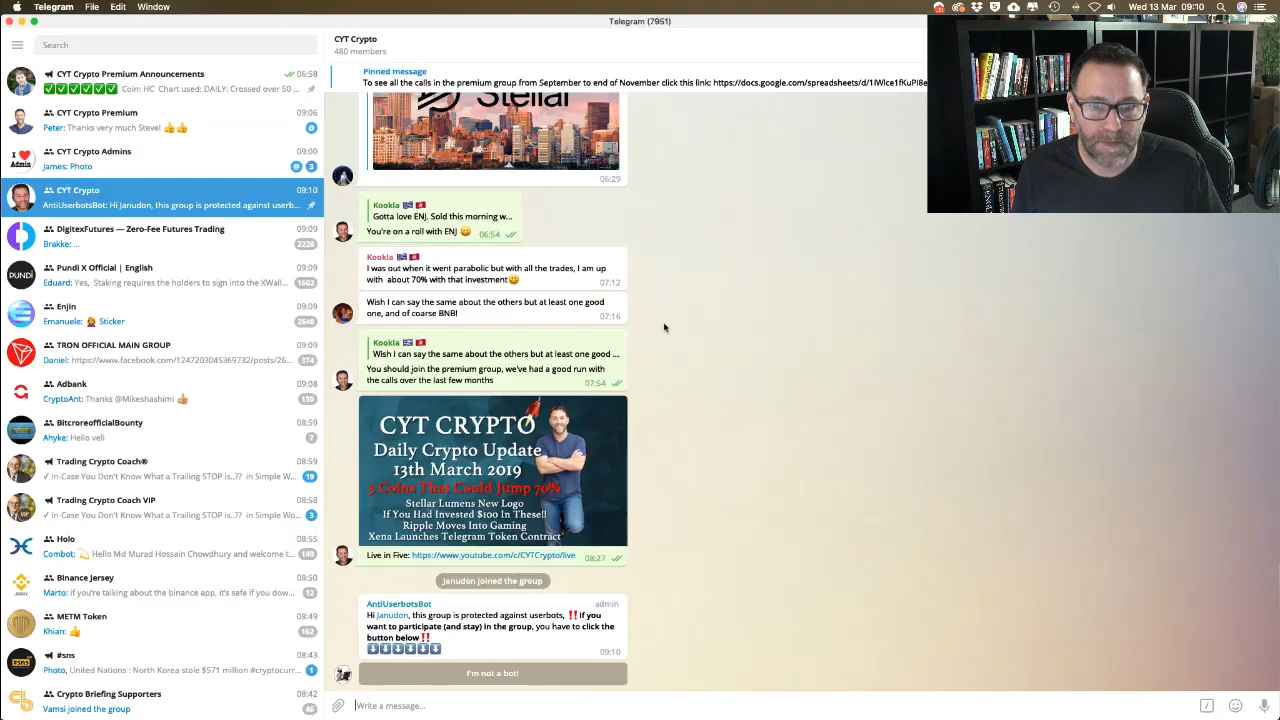 Telegram File Edit Window
Wed 13 Mar 09:10
Telegram (7951)
Search
CYT Crypto Premium Announcements 06:58
Coin: HC Chart used: DAILY: Crossed over 50 ...
CYT Crypto Premium 09:06
Peter: Thanks very much Steve! 👍👍 @
I ❤ Admin
CYT Crypto Admins 09:00
James: Photo @ 3
CYT Crypto 09:10
AntiUserbotsBot: Hi Janudon, this group is protected against userb...
DigitexFutures — Zero-Fee Futures Trading 09:09
Brakke: ... 2226
PUNDI
Pundi X Official | English 09:09
Eduard: Yes, Staking requires the holders to sign into the XWall... 1602
Enjin 09:09
Emanuele: Sticker 2548
TRON OFFICIAL MAIN GROUP 09:09
Daniel: https://www.facebook.com/1247203045369732/posts/26... 374
Adbank 09:08
CryptoAnt: Thanks @Mikeshashimi 👍 130
BitcroreofficialBounty 08:59
Ahyke: Hello veli 7
Trading Crypto Coach® 08:59
✓ In-Case You Don't Know What a Trailing STOP is..?? in Simple W... 19
Trading Crypto Coach VIP 08:58
✓ In-Case You Don't Know What a Trailing STOP is..?? in Simple Wo... 3
Holo 08:55
Combot: Hello Md Murad Hossain Chowdhury and welcome t... 140
Binance Jersey 08:50
Marto: if you're talking about the binance app, it's safe if you dow... 12
METM Token 08:49
Khian: 👍 162
#sns 08:43
Photo, United Nations : North Korea stole $571 million #cryptocurr... 1
Crypto Briefing Supporters 08:42
Vamsi joined the group 46
CYT Crypto
480 members
Pinned message
To see all the calls in the premium group from September to end of November click this link: https://docs.google.com/spreadsheets/d/
Stellar
06:29
Kookla
Gotta love ENJ. Sold this morning w...
You're on a roll with ENJ 😄 06:54
Kookla
I was out when it went parabolic but with all the trades, I am up
with about 70% with that investment😀 07:12
Wish I can say the same about the others but at least one good
one, and of coarse BNB! 07:16
Kookla
Wish I can say the same about the others but at least one good ...
You should join the premium group, we've had a good run with
the calls over the last few months 07:54
CYT CRYPTO
Daily Crypto Update
13th March 2019
3 Coins That Could Jump 70%
Stellar Lumens New Logo
If You Had Invested $100 In These!!
Ripple Moves Into Gaming
Xena Launches Telegram Token Contract
Live in Five: https://www.youtube.com/c/CYTCrypto/live 08:27
Janudon joined the group
AntiUserbotsBot admin
Hi Janudon, this group is protected against userbots, ‼️if you
want to participate (and stay) in the group, you have to click the
button below‼️
⬇️⬇️⬇️⬇️⬇️⬇️ 09:10
I'm not a bot!
Write a message...